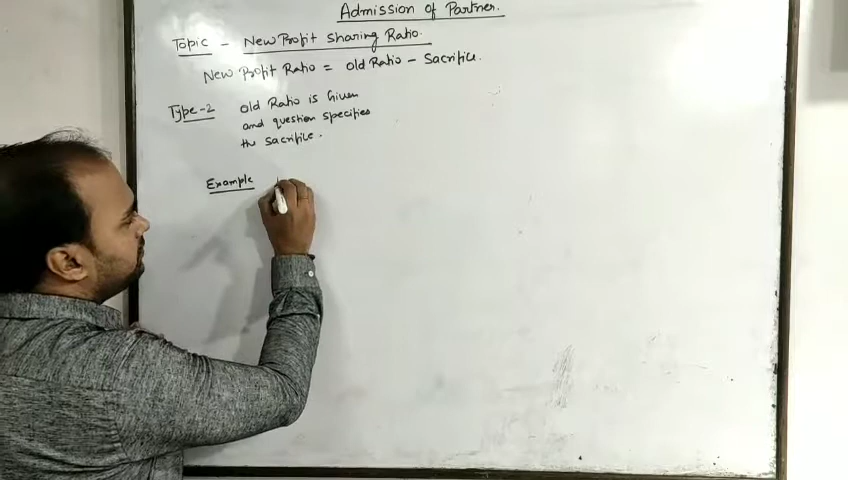 Admission of Partner.
Topic - New Profit sharing Ratio.
New Profit Ratio = old Ratio - Sacrifice.
Type-2 old Ratio is Given
and question specifies
the sacrifice.
Example